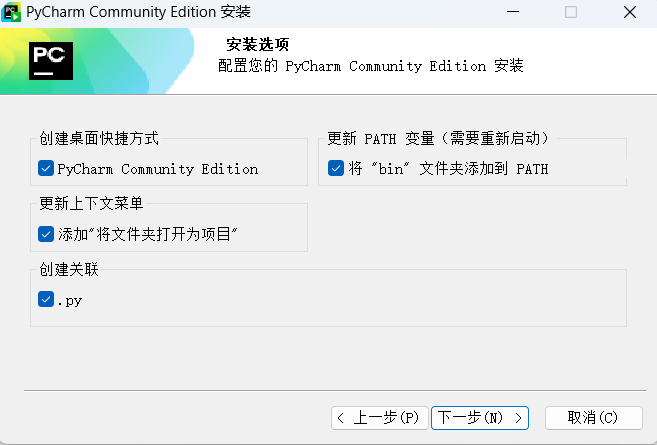 PyCharm Community Edition 安装
PC
安装选项
配置您的 PyCharm Community Edition 安装
创建桌面快捷方式
PyCharm Community Edition
更新 PATH 变量（需要重新启动）
将 "bin" 文件夹添加到 PATH
更新上下文菜单
添加"将文件夹打开为项目"
创建关联
.py
< 上一步(P)
下一步(N) >
取消(C)